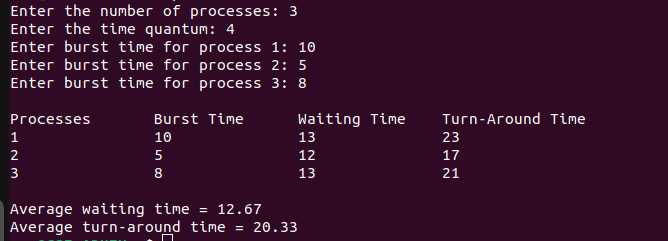 Enter the number of processes: 3
Enter the time quantum: 4
Enter burst time for process 1: 10
Enter burst time for process 2: 5
Enter burst time for process 3: 8
Processes Burst Time Waiting Time Turn-Around Time
1 10 13 23
2 5 12 17
3 8 13 21
Average waiting time = 12.67
Average turn-around time = 20.33